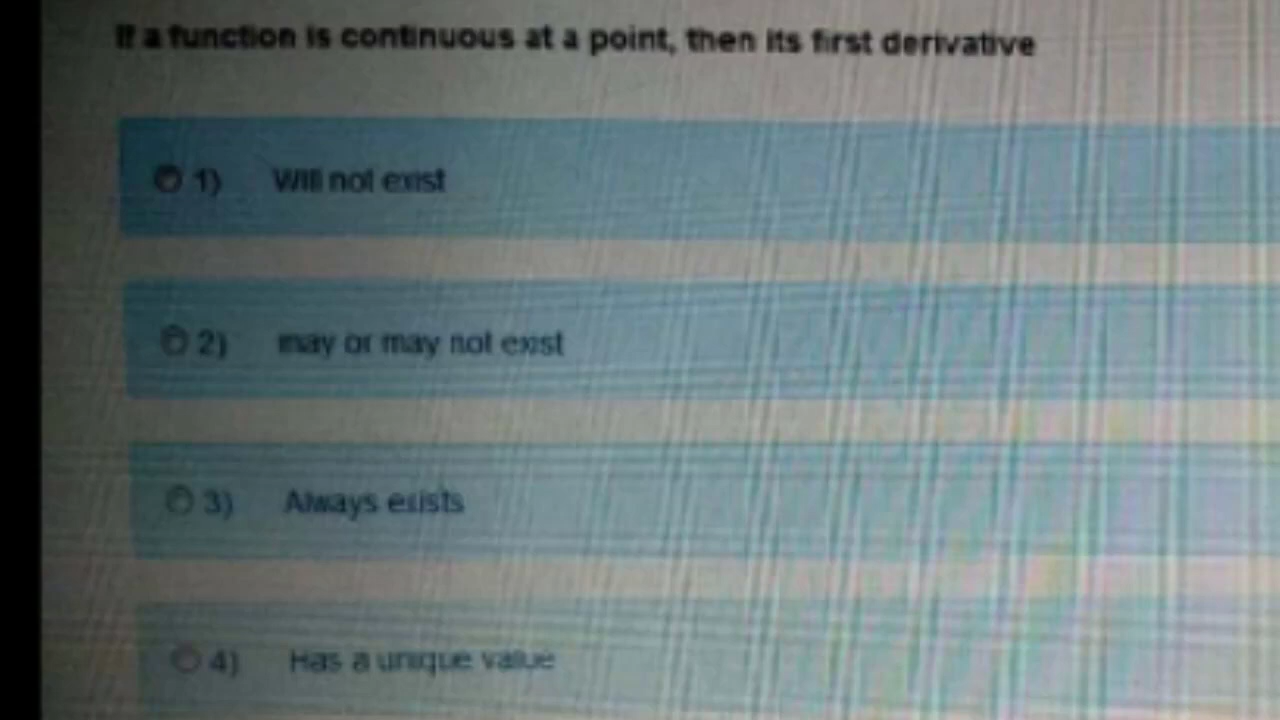 If a function is continuous at a point, then its first derivative
1) Will not exist
2) may or may not exist
3) Always exists
4) Has a unique value